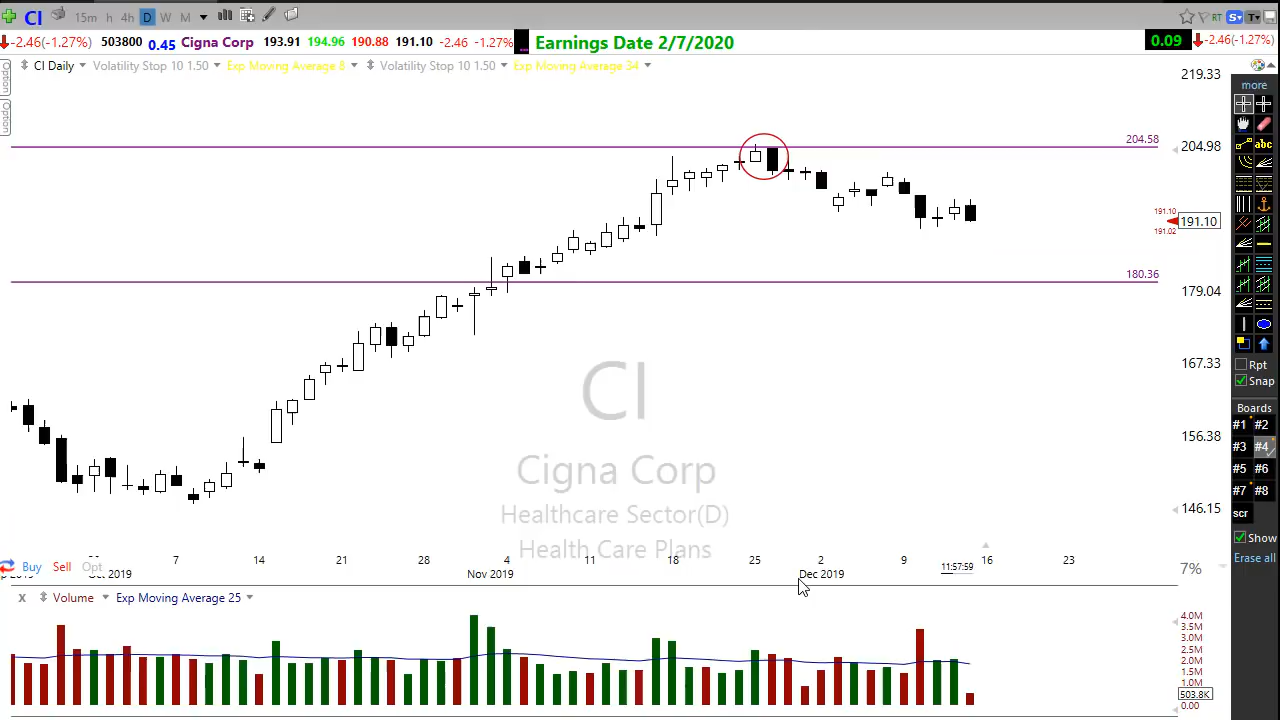 CI 15m h 4h D W M RT S T
-2.46(-1.27%) 503800 0.45 Cigna Corp 193.91 194.96 190.88 191.10 -2.46 -1.27% Earnings Date 2/7/2020 0.09 -2.46(-1.27%)
CI Daily Volatility Stop 10 1.50 Exp Moving Average 8 Volatility Stop 10 1.50 Exp Moving Average 34
Option
Option
219.33
204.58
204.98
191.10
191.10
191.02
180.36
179.04
167.33
156.38
146.15
CI
Cigna Corp
Healthcare Sector(D)
Health Care Plans
7 14 21 28 4 11 18 25 2 9 16 23
Oct 2019 Nov 2019 Dec 2019
11:57:59
7%
Buy Sell Opt
X Volume Exp Moving Average 25
4.0M
3.5M
3.0M
2.5M
2.0M
1.5M
1.0M
503.8K
0.00
more
abc
Rpt
Snap
Boards
#1 #2
#3 #4
#5 #6
#7 #8
scr
Show
Erase all